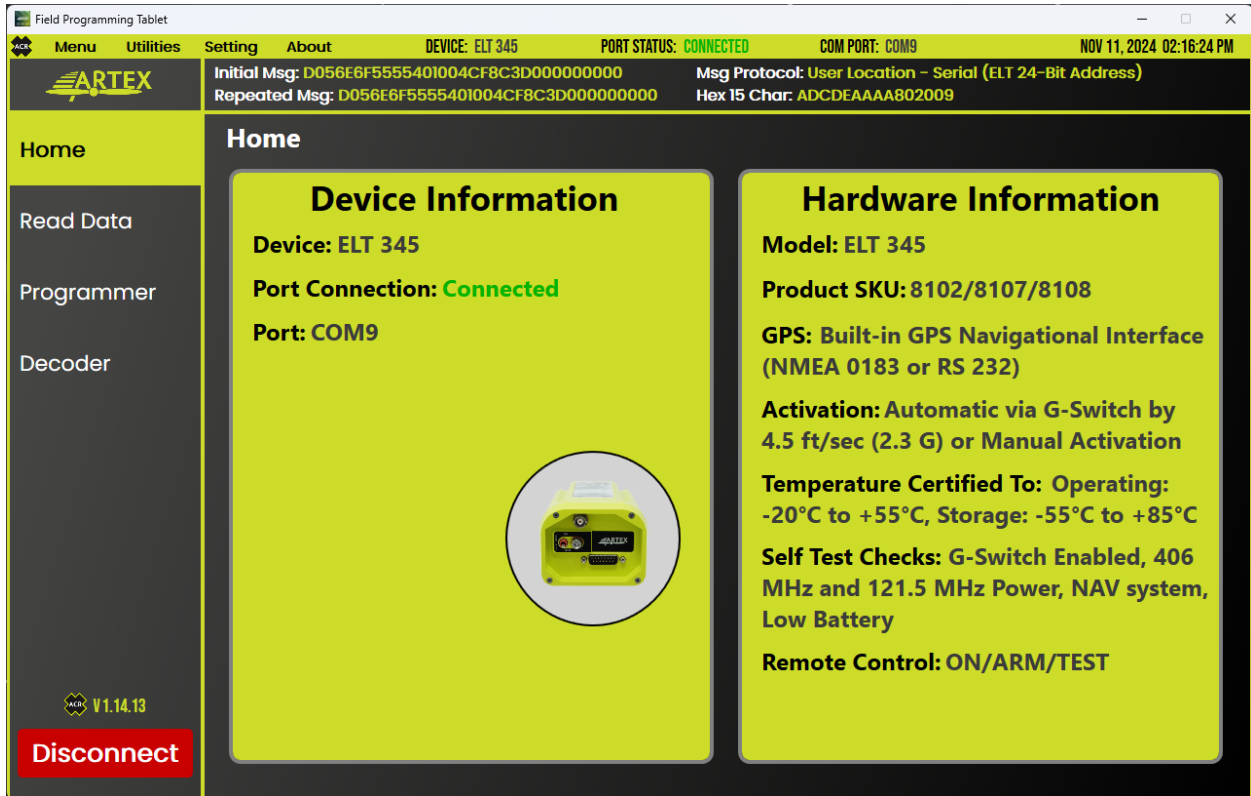 Field Programming Tablet
ACR Menu Utilities Setting About DEVICE: ELT 345 PORT STATUS: CONNECTED COM PORT: COM9 NOV 11, 2024 02:16:24 PM
ARTEX
Initial Msg: D056E6F5555401004CF8C3D000000000 Msg Protocol: User Location - Serial (ELT 24-Bit Address)
Repeated Msg: D056E6F5555401004CF8C3D000000000 Hex 15 Char: ADCDEAAAA802009
Home
Read Data
Programmer
Decoder
ACR V 1.14.13
Disconnect
Home
Device Information
Device: ELT 345
Port Connection: Connected
Port: COM9
ARTEX
Hardware Information
Model: ELT 345
Product SKU: 8102/8107/8108
GPS: Built-in GPS Navigational Interface
(NMEA 0183 or RS 232)
Activation: Automatic via G-Switch by
4.5 ft/sec (2.3 G) or Manual Activation
Temperature Certified To: Operating:
-20°C to +55°C, Storage: -55°C to +85°C
Self Test Checks: G-Switch Enabled, 406
MHz and 121.5 MHz Power, NAV system,
Low Battery
Remote Control: ON/ARM/TEST